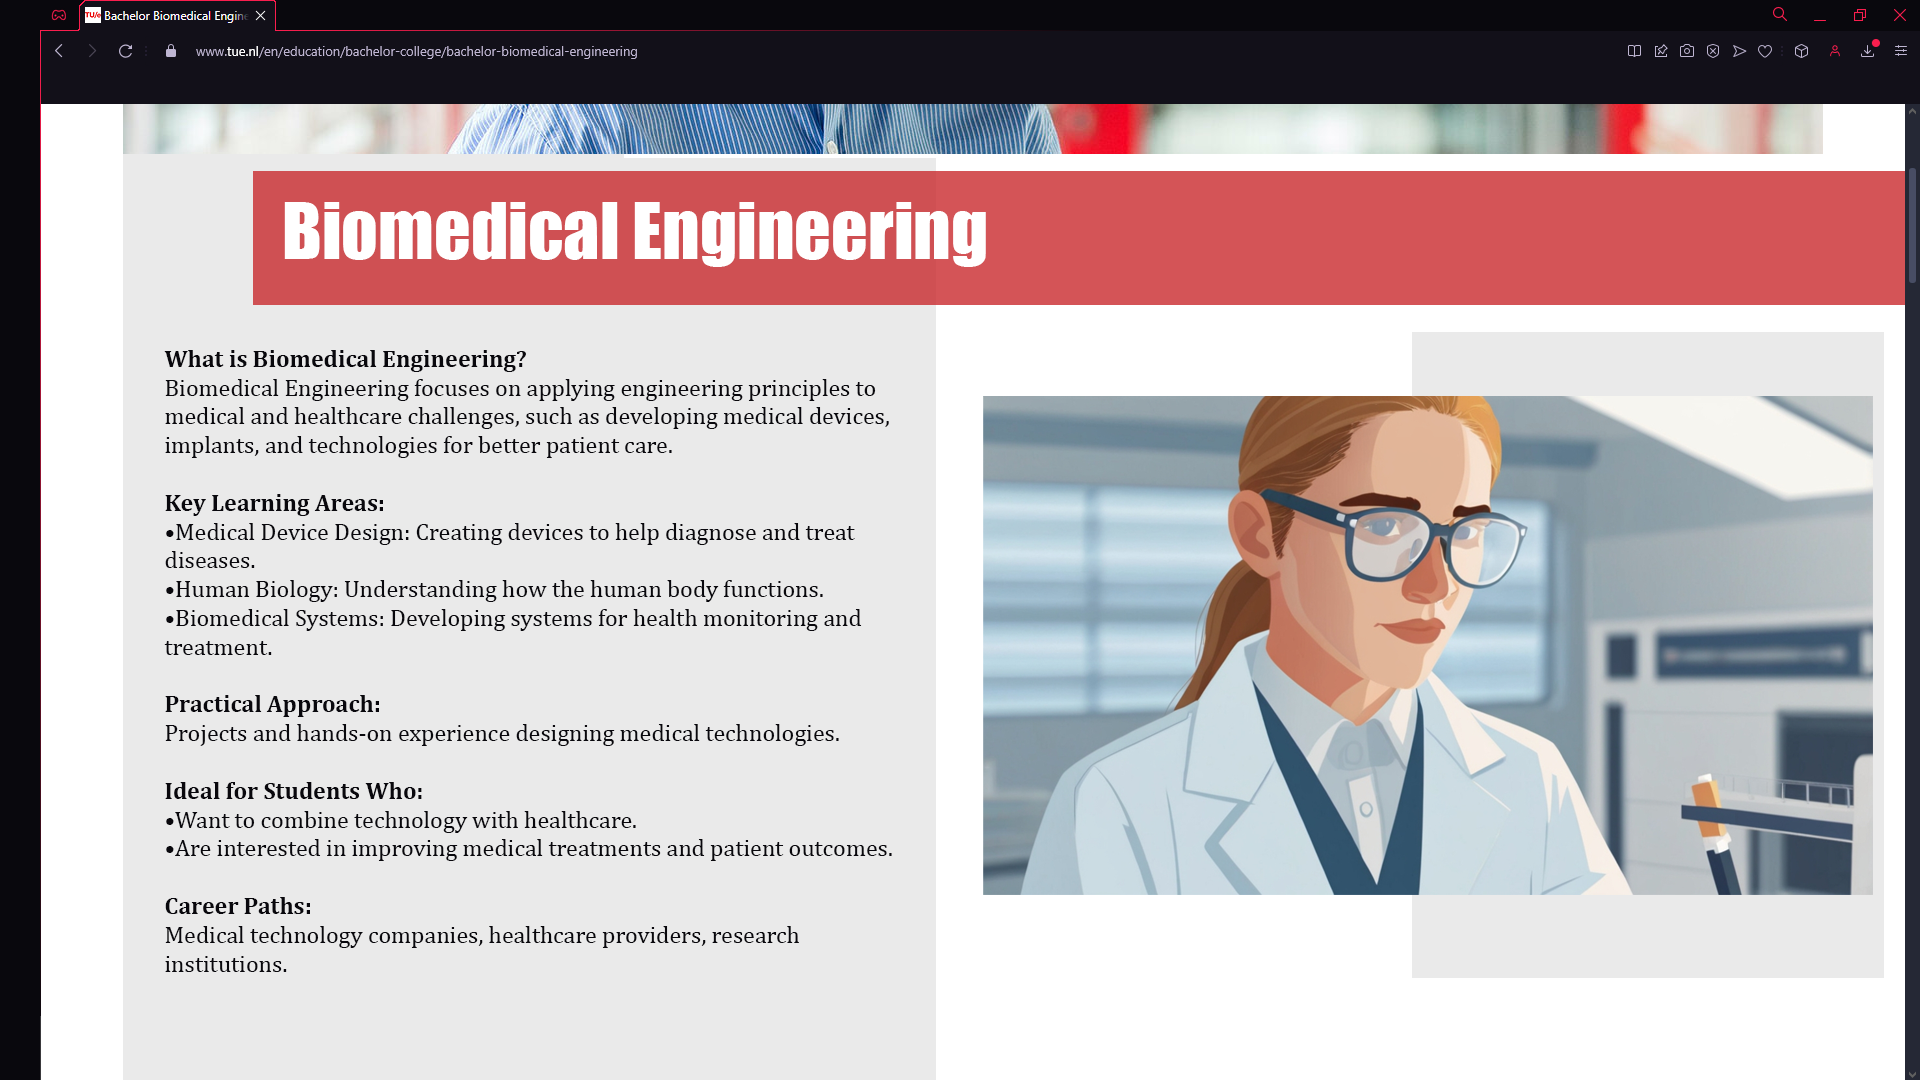 TU/e Bachelor Biomedical Engine
www.tue.nl/en/education/bachelor-college/bachelor-biomedical-engineering
Biomedical Engineering
What is Biomedical Engineering?
Biomedical Engineering focuses on applying engineering principles to
medical and healthcare challenges, such as developing medical devices,
implants, and technologies for better patient care.
Key Learning Areas:
•Medical Device Design: Creating devices to help diagnose and treat
diseases.
•Human Biology: Understanding how the human body functions.
•Biomedical Systems: Developing systems for health monitoring and
treatment.
Practical Approach:
Projects and hands-on experience designing medical technologies.
Ideal for Students Who:
•Want to combine technology with healthcare.
•Are interested in improving medical treatments and patient outcomes.
Career Paths:
Medical technology companies, healthcare providers, research
institutions.